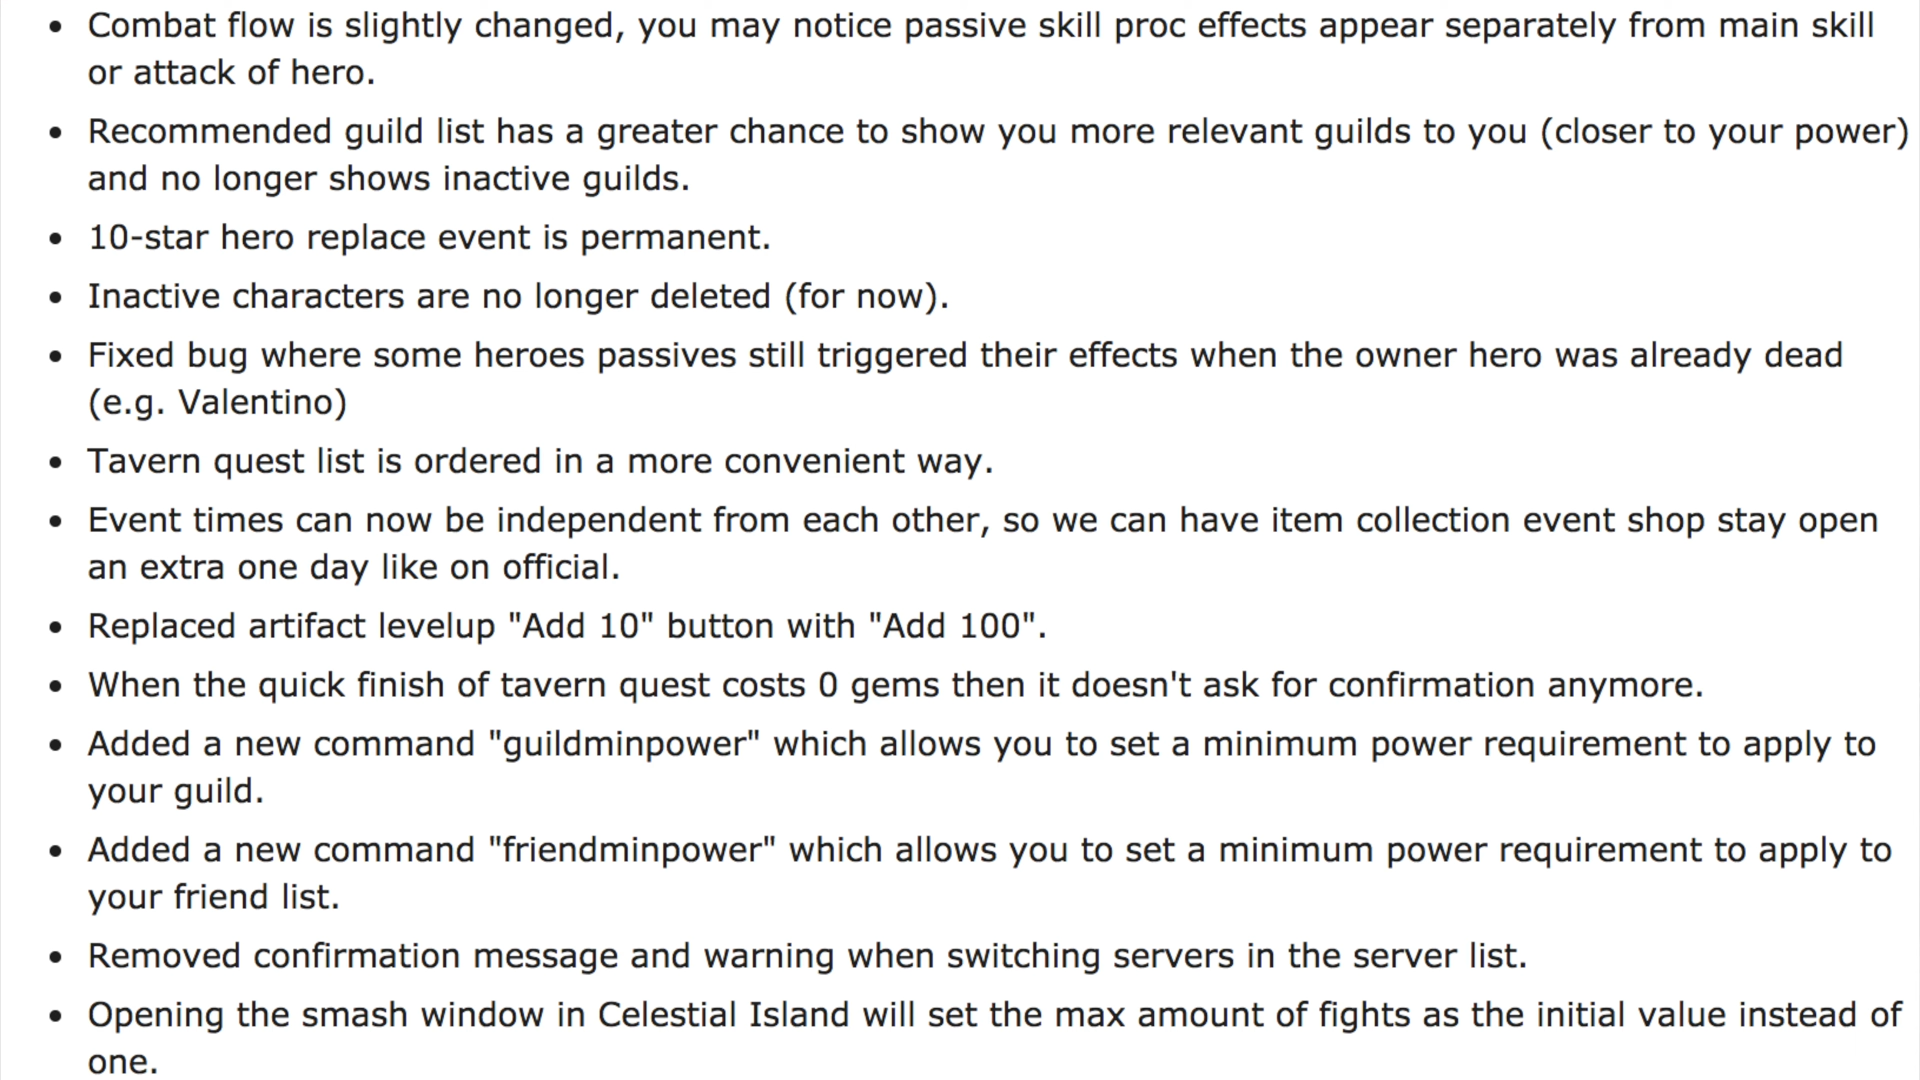 • Combat flow is slightly changed, you may notice passive skill proc effects appear separately from main skill
or attack of hero.
• Recommended guild list has a greater chance to show you more relevant guilds to you (closer to your power)
and no longer shows inactive guilds.
• 10-star hero replace event is permanent.
• Inactive characters are no longer deleted (for now).
• Fixed bug where some heroes passives still triggered their effects when the owner hero was already dead
(e.g. Valentino)
• Tavern quest list is ordered in a more convenient way.
• Event times can now be independent from each other, so we can have item collection event shop stay open
an extra one day like on official.
• Replaced artifact levelup "Add 10" button with "Add 100".
• When the quick finish of tavern quest costs 0 gems then it doesn't ask for confirmation anymore.
• Added a new command "guildminpower" which allows you to set a minimum power requirement to apply to
your guild.
• Added a new command "friendminpower" which allows you to set a minimum power requirement to apply to
your friend list.
• Removed confirmation message and warning when switching servers in the server list.
• Opening the smash window in Celestial Island will set the max amount of fights as the initial value instead of
one.